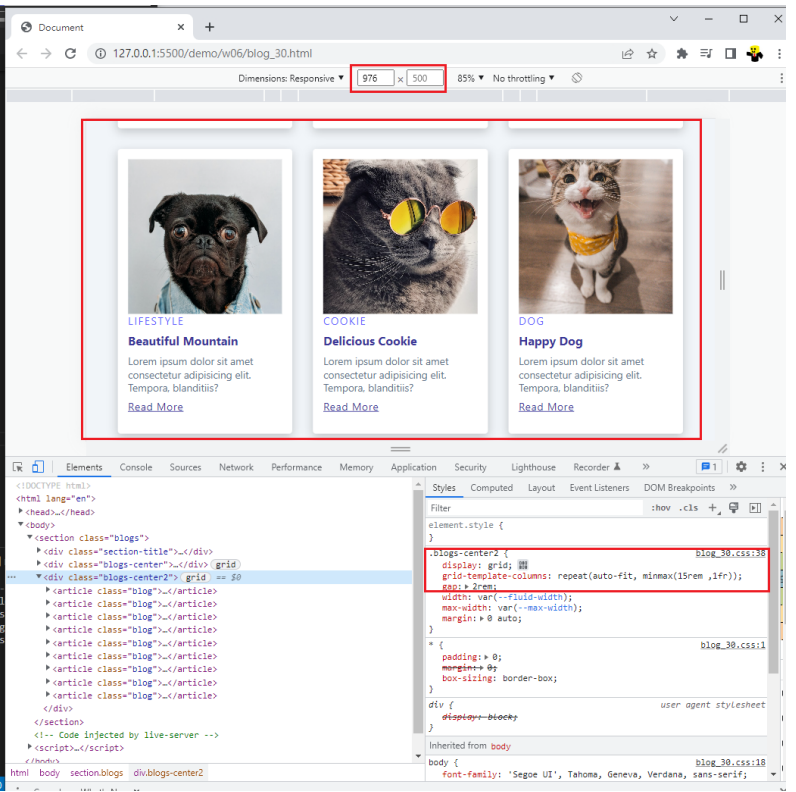 Document
127.0.0.1:5500/demo/w06/blog_30.html
Dimensions: Responsive ▼ 976 × 500 85% ▼ No throttling ▼
LIFESTYLE COOKIE DOG
Beautiful Mountain Delicious Cookie Happy Dog
Lorem ipsum dolor sit amet Lorem ipsum dolor sit amet Lorem ipsum dolor sit amet
consectetur adipisicing elit. consectetur adipisicing elit. consectetur adipisicing elit.
Tempora, blanditiis? Tempora, blanditiis? Tempora, blanditiis?
Read More Read More Read More
Elements Console Sources Network Performance Memory Application Security Lighthouse Recorder » 1
<!DOCTYPE html>
<html lang="en">
▶<head>…</head>
▼<body>
▼<section class="blogs">
▶<div class="section-title">…</div>
▶<div class="blogs-center">…</div> grid
▼<div class="blogs-center2"> grid == $0
▶<article class="blog">…</article>
▶<article class="blog">…</article>
▶<article class="blog">…</article>
▶<article class="blog">…</article>
▶<article class="blog">…</article>
▶<article class="blog">…</article>
▶<article class="blog">…</article>
▶<article class="blog">…</article>
▶<article class="blog">…</article>
</div>
</section>
<!-- Code injected by live-server -->
▶<script>…</script>
</body>
html body section.blogs div.blogs-center2
Styles Computed Layout Event Listeners DOM Breakpoints »
Filter :hov .cls +
element.style {
}
.blogs-center2 { blog_30.css:38
display: grid;
grid-template-columns: repeat(auto-fit, minmax(15rem ,1fr));
gap: ▶ 2rem;
width: var(--fluid-width);
max-width: var(--max-width);
margin: ▶ 0 auto;
}
* { blog_30.css:1
padding: ▶ 0;
margin: ▶ 0;
box-sizing: border-box;
}
div { user agent stylesheet
display: block;
}
Inherited from body
body { blog_30.css:18
font-family: 'Segoe UI', Tahoma, Geneva, Verdana, sans-serif;